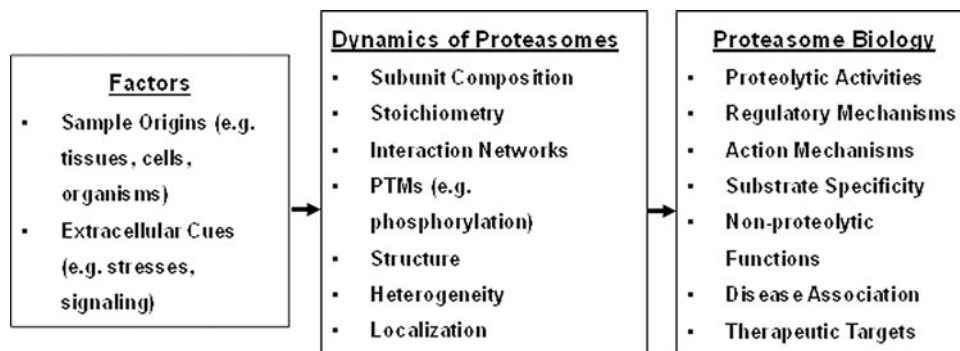 Factors
▪ Sample Origins (e.g.
tissues, cells,
organisms)
▪ Extracellular Cues
(e.g. stresses,
signaling)
Dynamics of Proteasomes
▪ Subunit Composition
▪ Stoichiometry
▪ Interaction Networks
▪ PTMs (e.g.
phosphorylation)
▪ Structure
▪ Heterogeneity
▪ Localization
Proteasome Biology
▪ Proteolytic Activities
▪ Regulatory Mechanisms
▪ Action Mechanisms
▪ Substrate Specificity
▪ Non-proteolytic
Functions
▪ Disease Association
▪ Therapeutic Targets